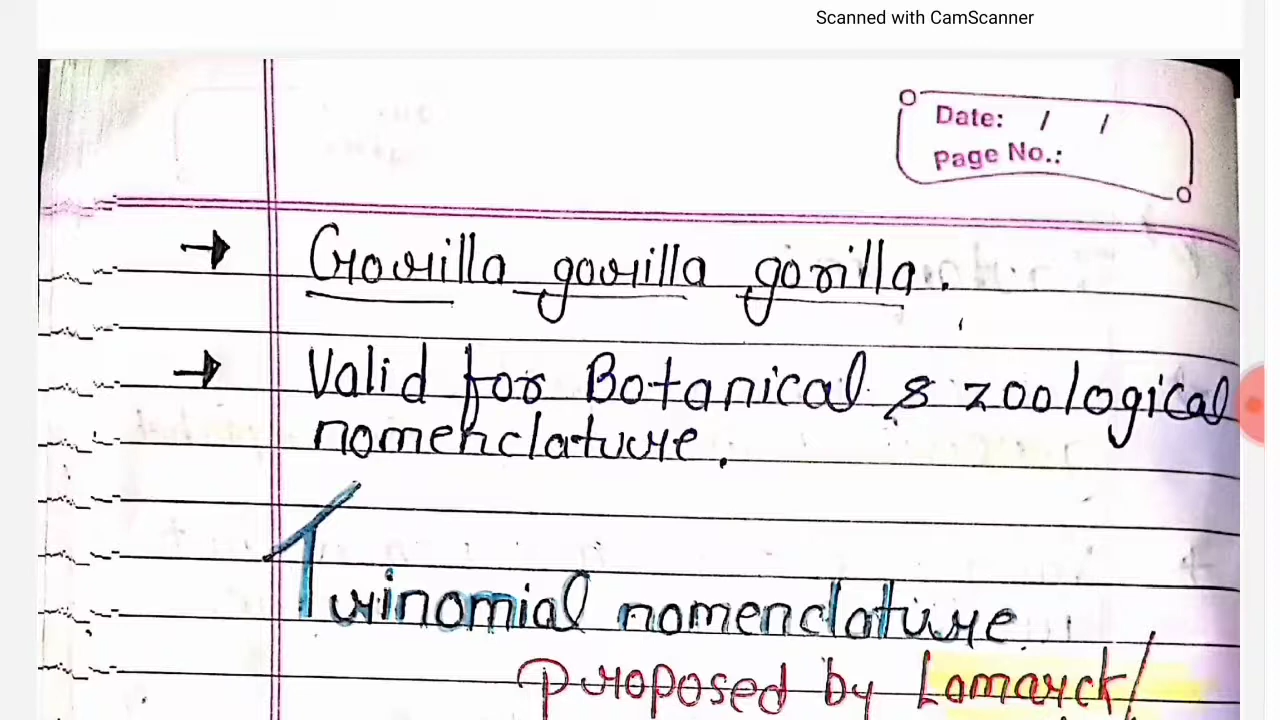 Scanned with CamScanner
Date: / /
Page No.:
→ Gorilla gorilla gorilla.
→ Valid for Botanical & zoological
nomenclature.
Trinomial nomenclature
proposed by Lamarck/